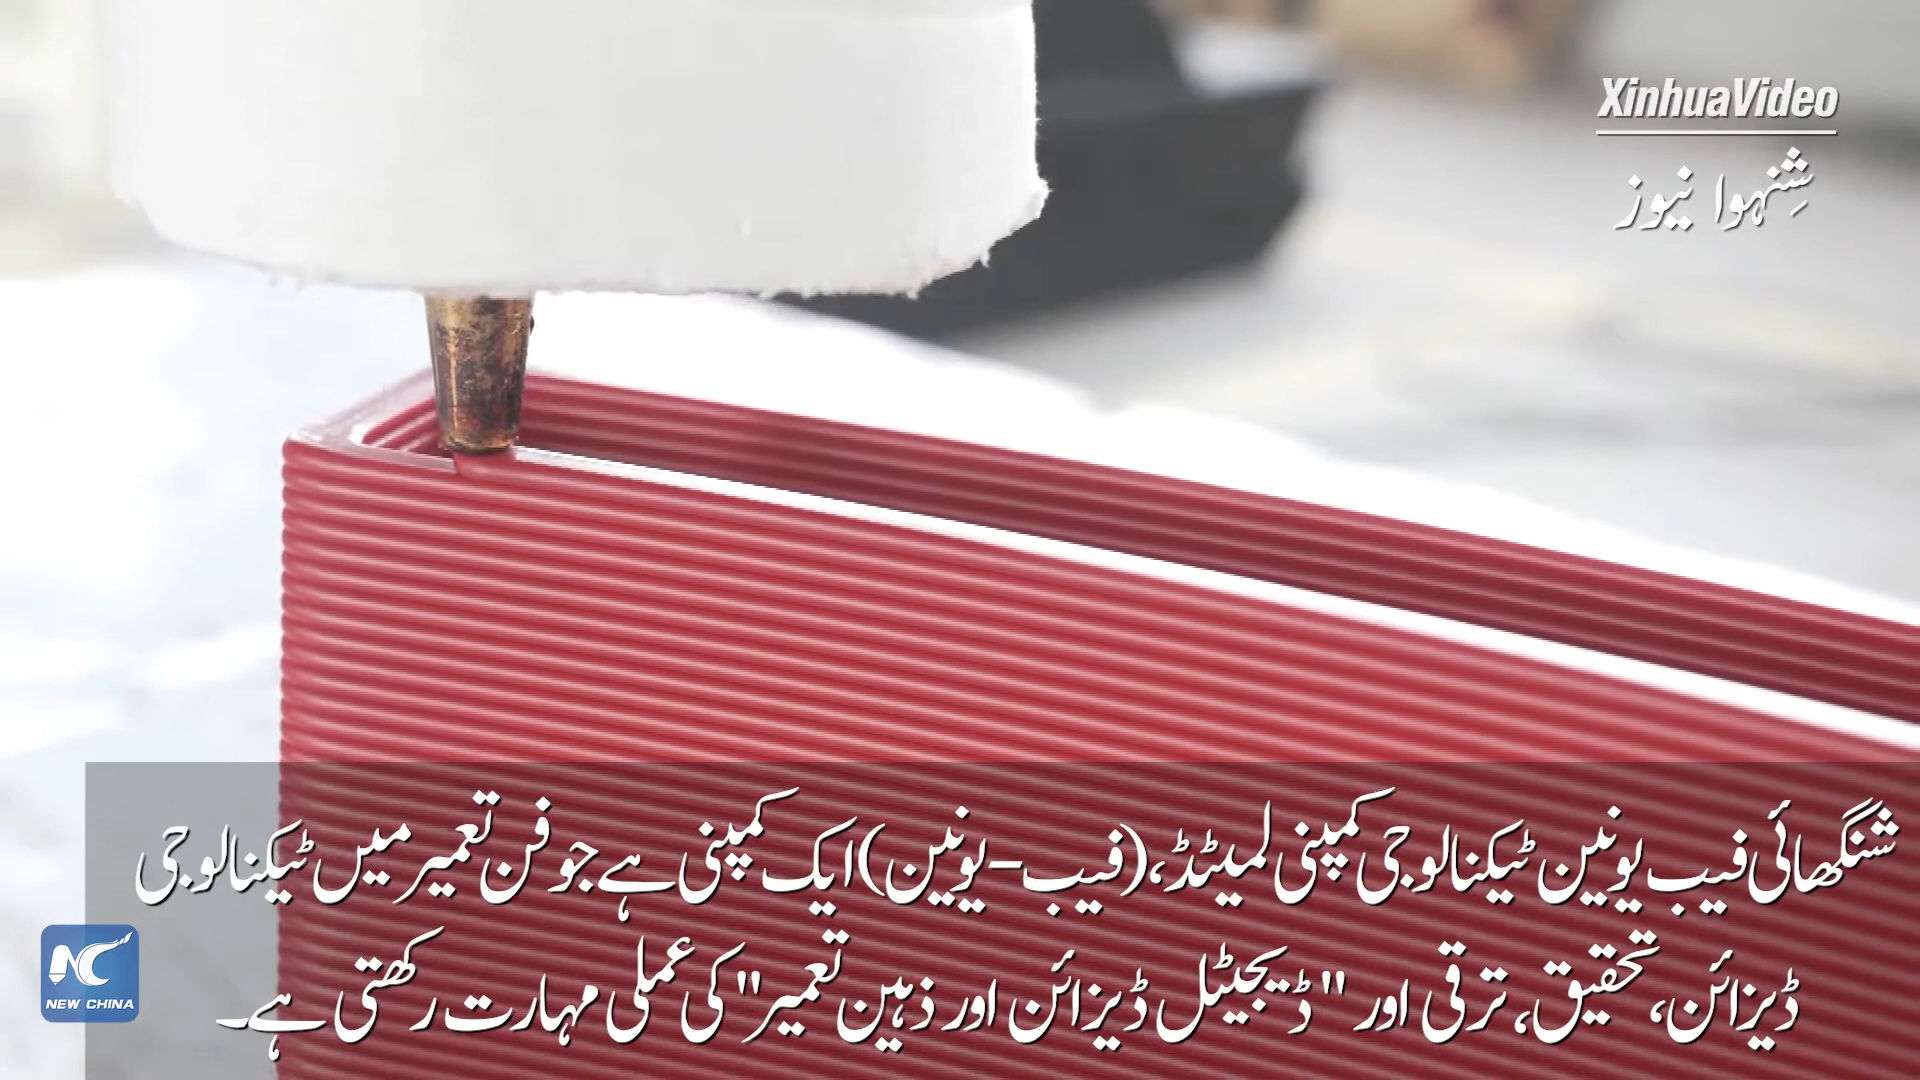 XinhuaVideo
شِنہوا نیوز
شنگھائی فیب یونین ٹیکنالوجی کمپنی لمیٹڈ، (فیب-یونین) ایک کمپنی ہے جو فن تعمیر میں ٹیکنالوجی
ڈیزائن، تحقیق، ترقی اور "ڈیجیٹل ڈیزائن اور ذہین تعمیر" کی عملی مہارت رکھتی ہے۔
NEW CHINA